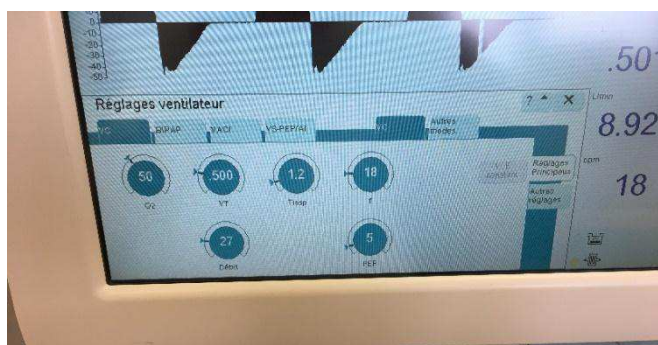 -10
-20
-30
-40
-50
.50
Réglages ventilateur
? ×
L/min
8.92
VC BIPAP VACI VS-PEP/AI VC Autres modes
50 .500 1.2 18
O2 VT Tinsp f
Réglages Principaux
bpm
18
Autres réglages
27 5
Débit PEP